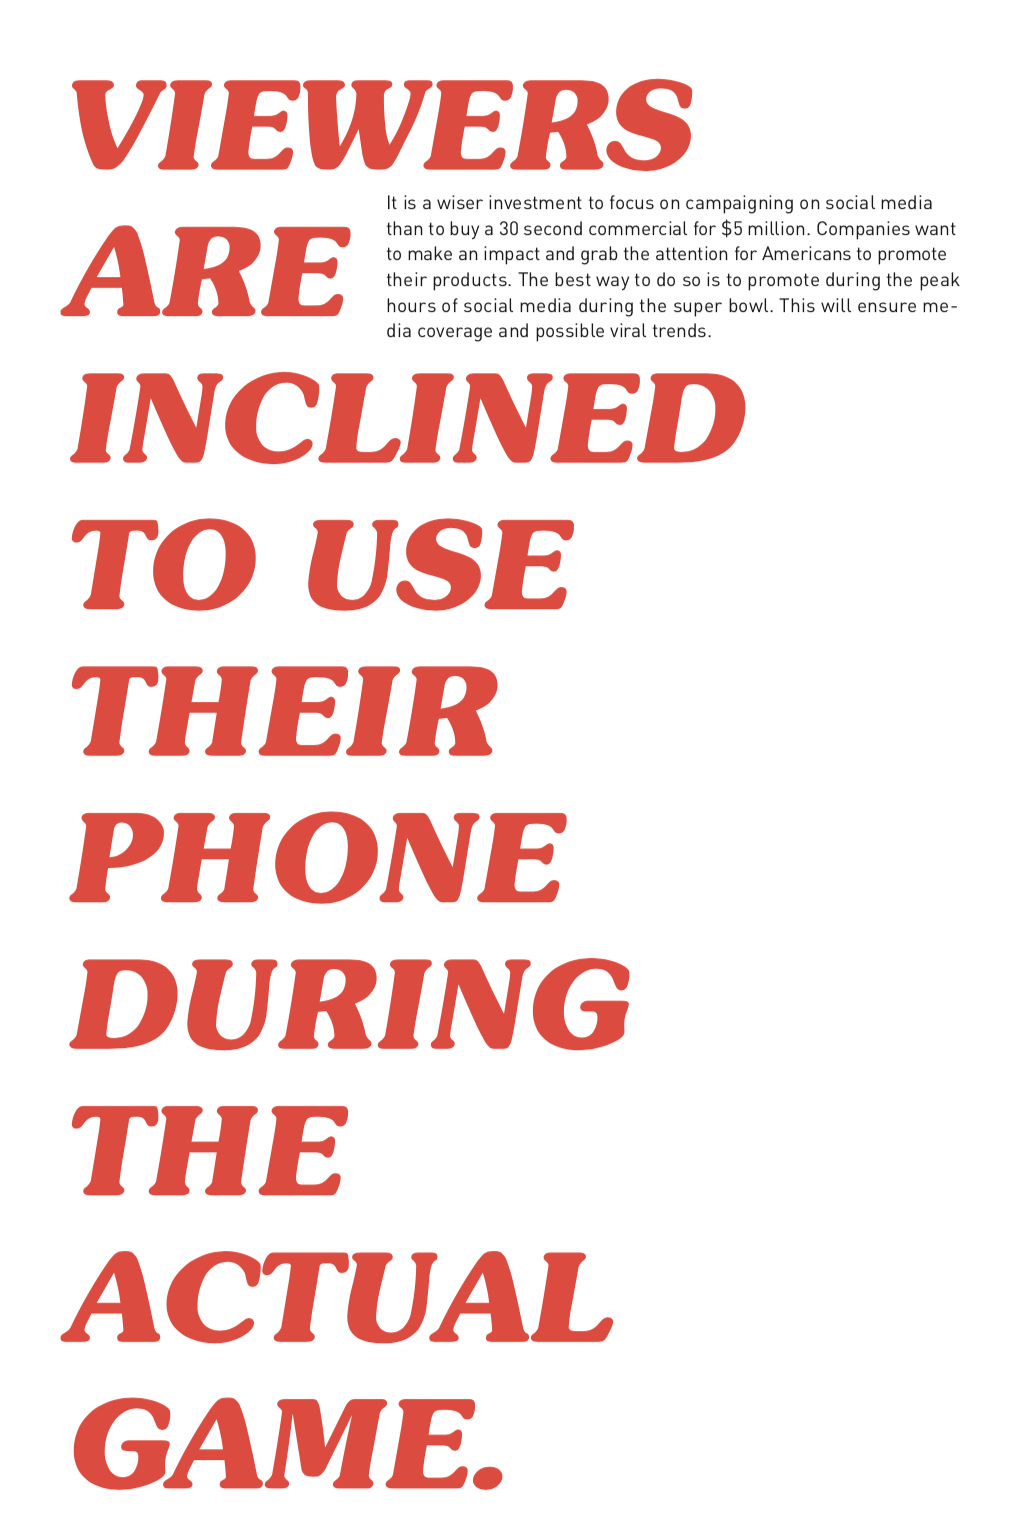 VIEWERS
ARE
INCLINED
TO USE
THEIR
PHONE
DURING
THE
ACTUAL
GAME.
It is a wiser investment to focus on campaigning on social media
than to buy a 30 second commercial for $5 million. Companies want
to make an impact and grab the attention for Americans to promote
their products. The best way to do so is to promote during the peak
hours of social media during the super bowl. This will ensure me-
dia coverage and possible viral trends.